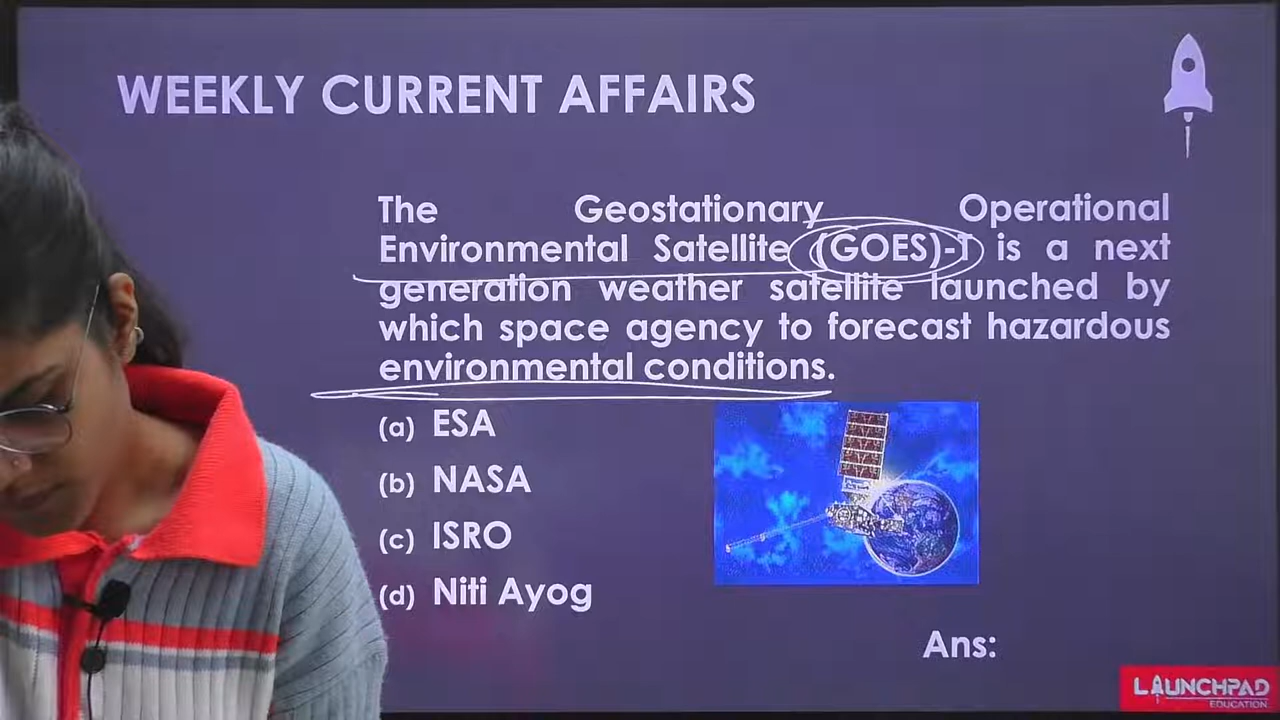 WEEKLY CURRENT AFFAIRS
The Geostationary Operational
Environmental Satellite (GOES)-T is a next
generation weather satellite launched by
which space agency to forecast hazardous
environmental conditions.
(a) ESA
(b) NASA
(c) ISRO
(d) Niti Ayog
Ans:
LAUNCHPAD
EDUCATION